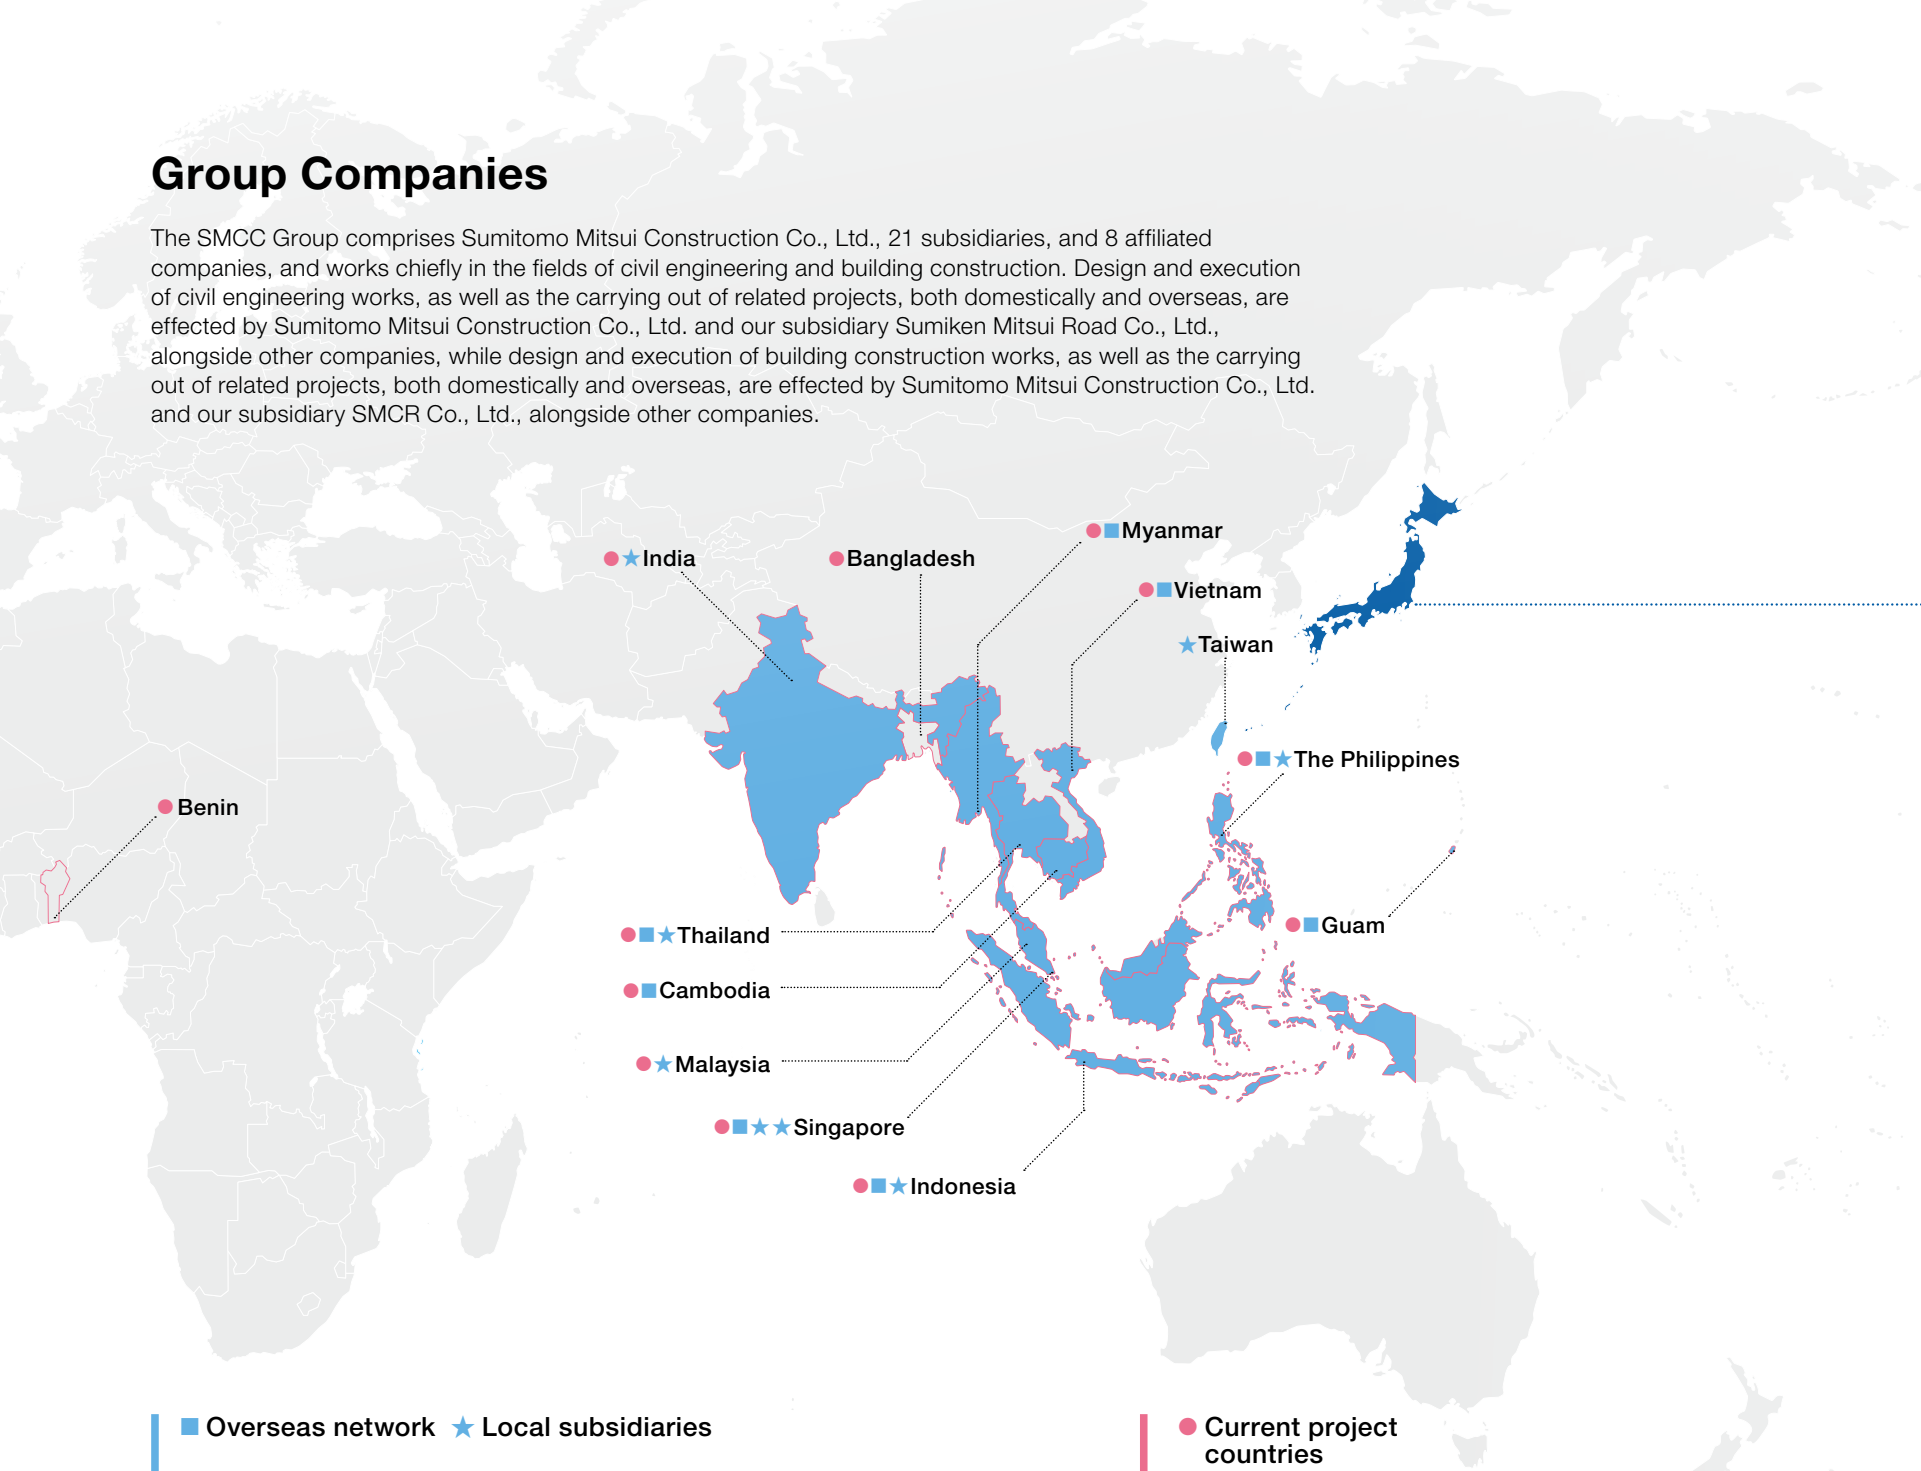 Group Companies
The SMCC Group comprises Sumitomo Mitsui Construction Co., Ltd., 21 subsidiaries, and 8 affiliated
companies, and works chiefly in the fields of civil engineering and building construction. Design and execution
of civil engineering works, as well as the carrying out of related projects, both domestically and overseas, are
effected by Sumitomo Mitsui Construction Co., Ltd. and our subsidiary Sumiken Mitsui Road Co., Ltd.,
alongside other companies, while design and execution of building construction works, as well as the carrying
out of related projects, both domestically and overseas, are effected by Sumitomo Mitsui Construction Co., Ltd.
and our subsidiary SMCR Co., Ltd., alongside other companies.
Myanmar
India
Bangladesh
Vietnam
Taiwan
The Philippines
Benin
Guam
Thailand
Cambodia
Malaysia
Singapore
Indonesia
Overseas network
Local subsidiaries
Current project
countries